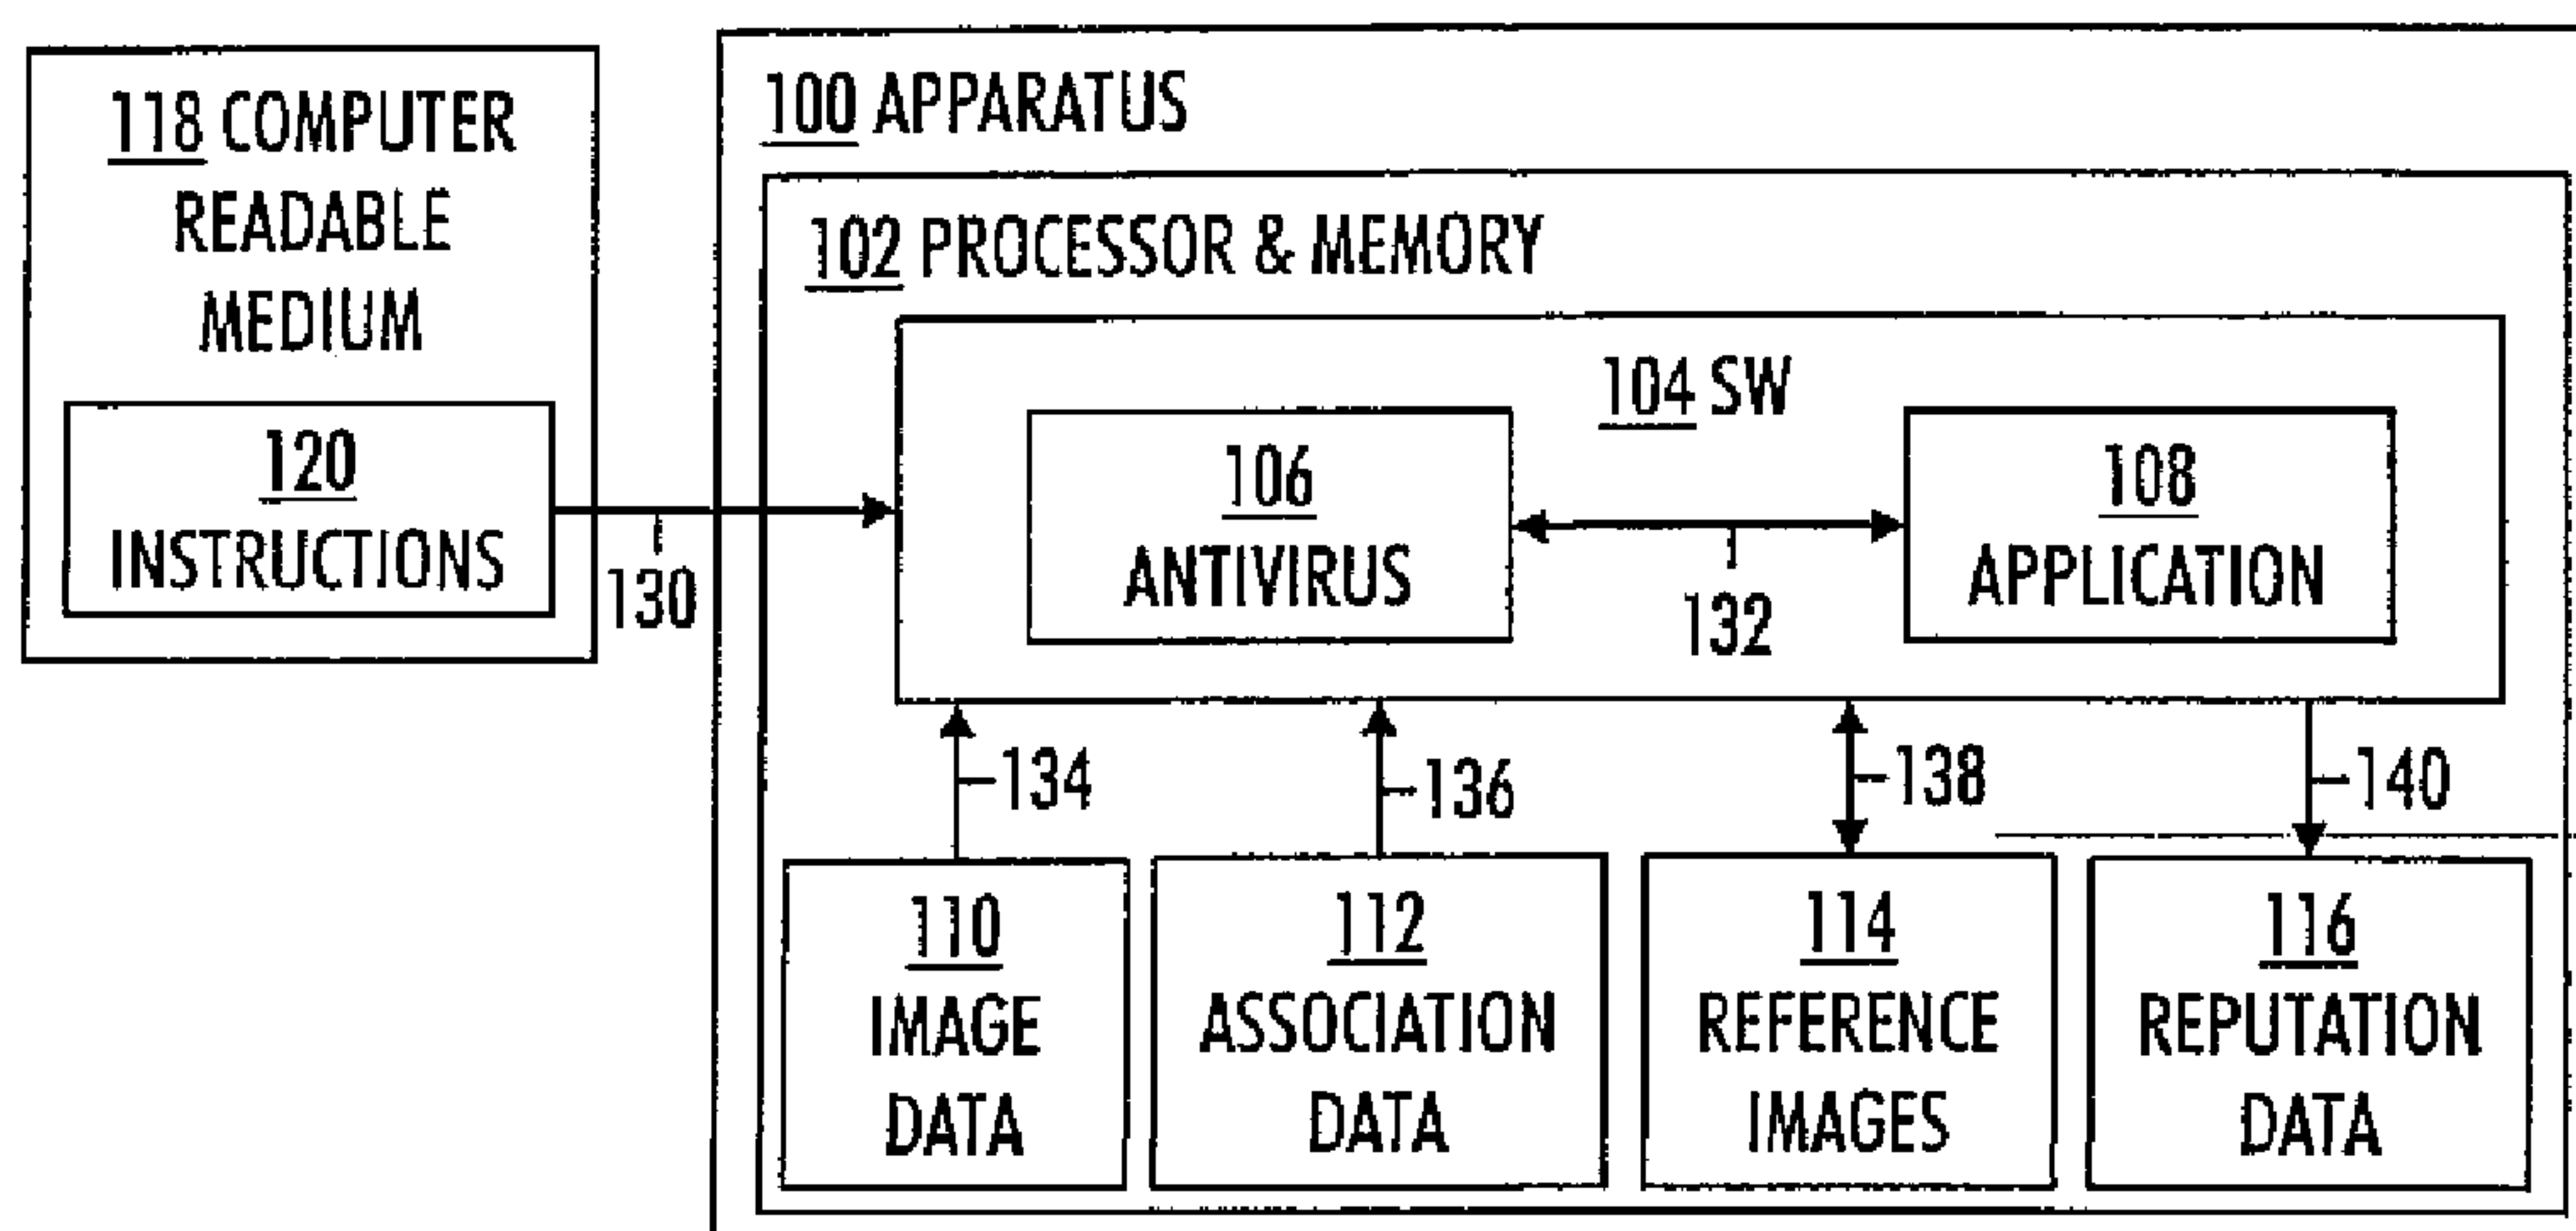 118 COMPUTER
READABLE
MEDIUM
120
INSTRUCTIONS
130
100 APPARATUS
102 PROCESSOR & MEMORY
104 SW
106
ANTIVIRUS
132
108
APPLICATION
134
136
138
140
110
IMAGE
DATA
112
ASSOCIATION
DATA
114
REFERENCE
IMAGES
116
REPUTATION
DATA